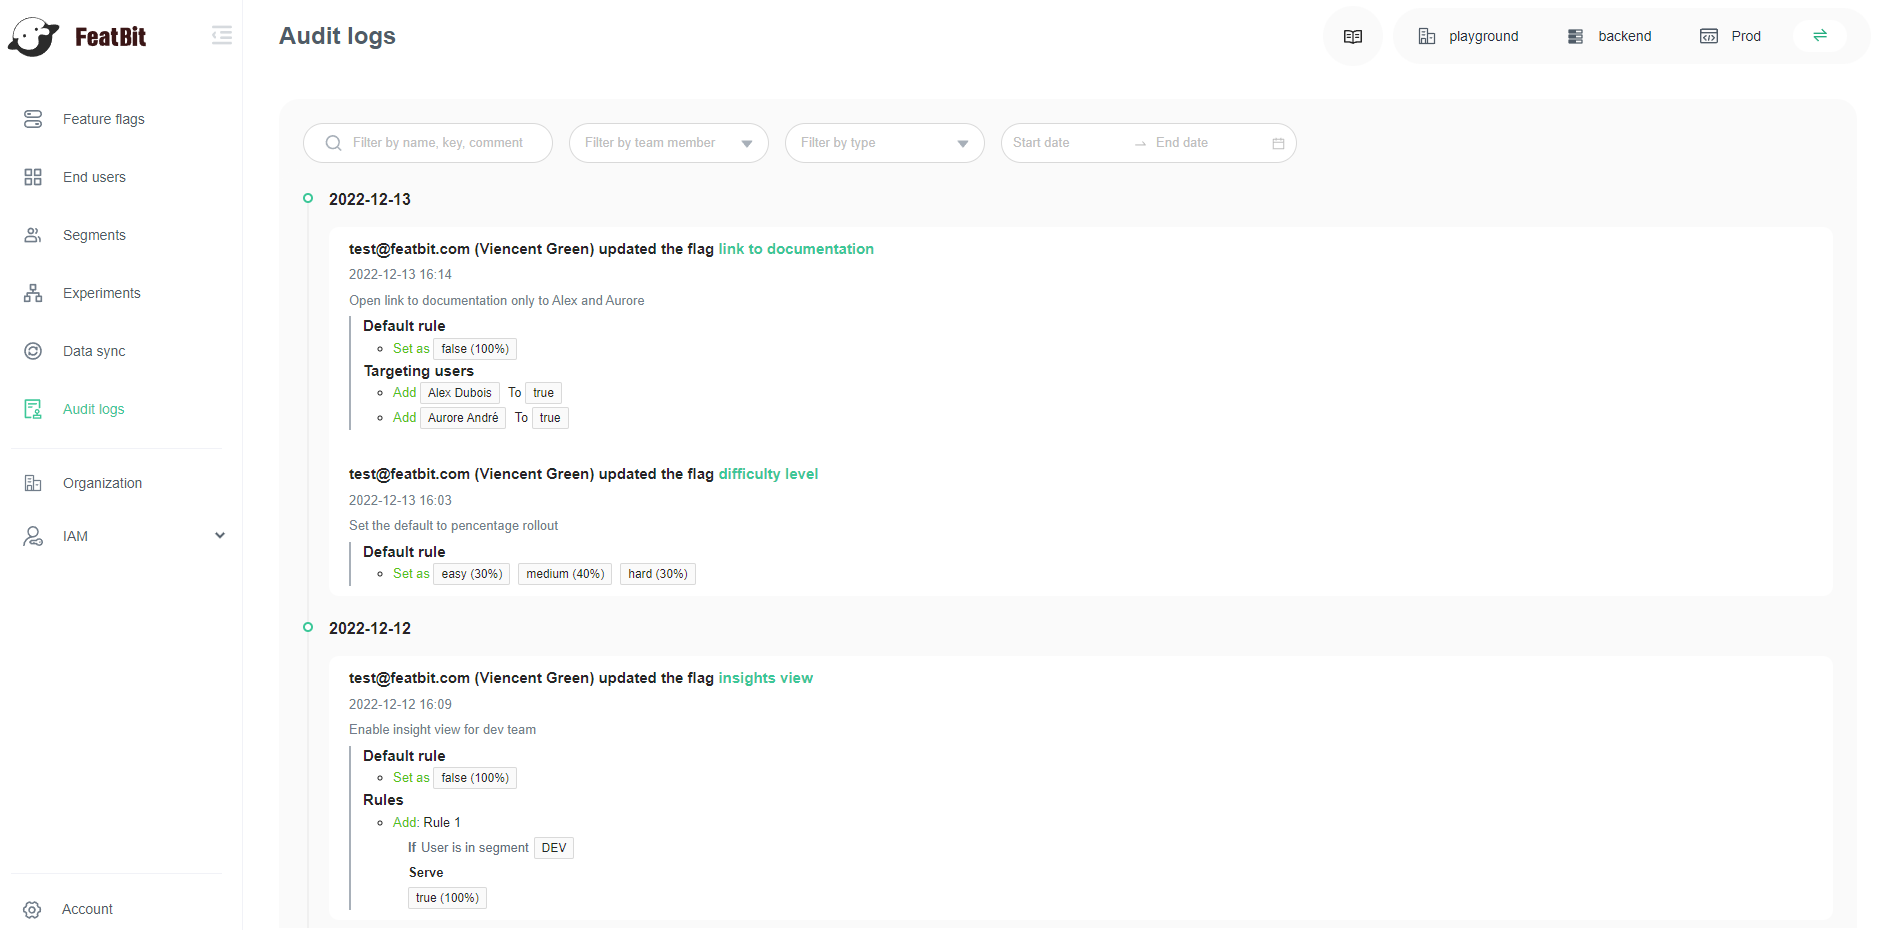 FeatBit
Audit logs
playground
backend
Prod
Feature flags
End users
Segments
Experiments
Data sync
Audit logs
Organization
IAM
Account
Filter by name, key, comment
Filter by team member
Filter by type
Start date
End date
2022-12-13
test@featbit.com (Viencent Green) updated the flag link to documentation
2022-12-13 16:14
Open link to documentation only to Alex and Aurore
Default rule
Set as false (100%)
Targeting users
Add Alex Dubois To true
Add Aurore André To true
test@featbit.com (Viencent Green) updated the flag difficulty level
2022-12-13 16:03
Set the default to pencentage rollout
Default rule
Set as easy (30%) medium (40%) hard (30%)
2022-12-12
test@featbit.com (Viencent Green) updated the flag insights view
2022-12-12 16:09
Enable insight view for dev team
Default rule
Set as false (100%)
Rules
Add: Rule 1
If User is in segment DEV
Serve
true (100%)